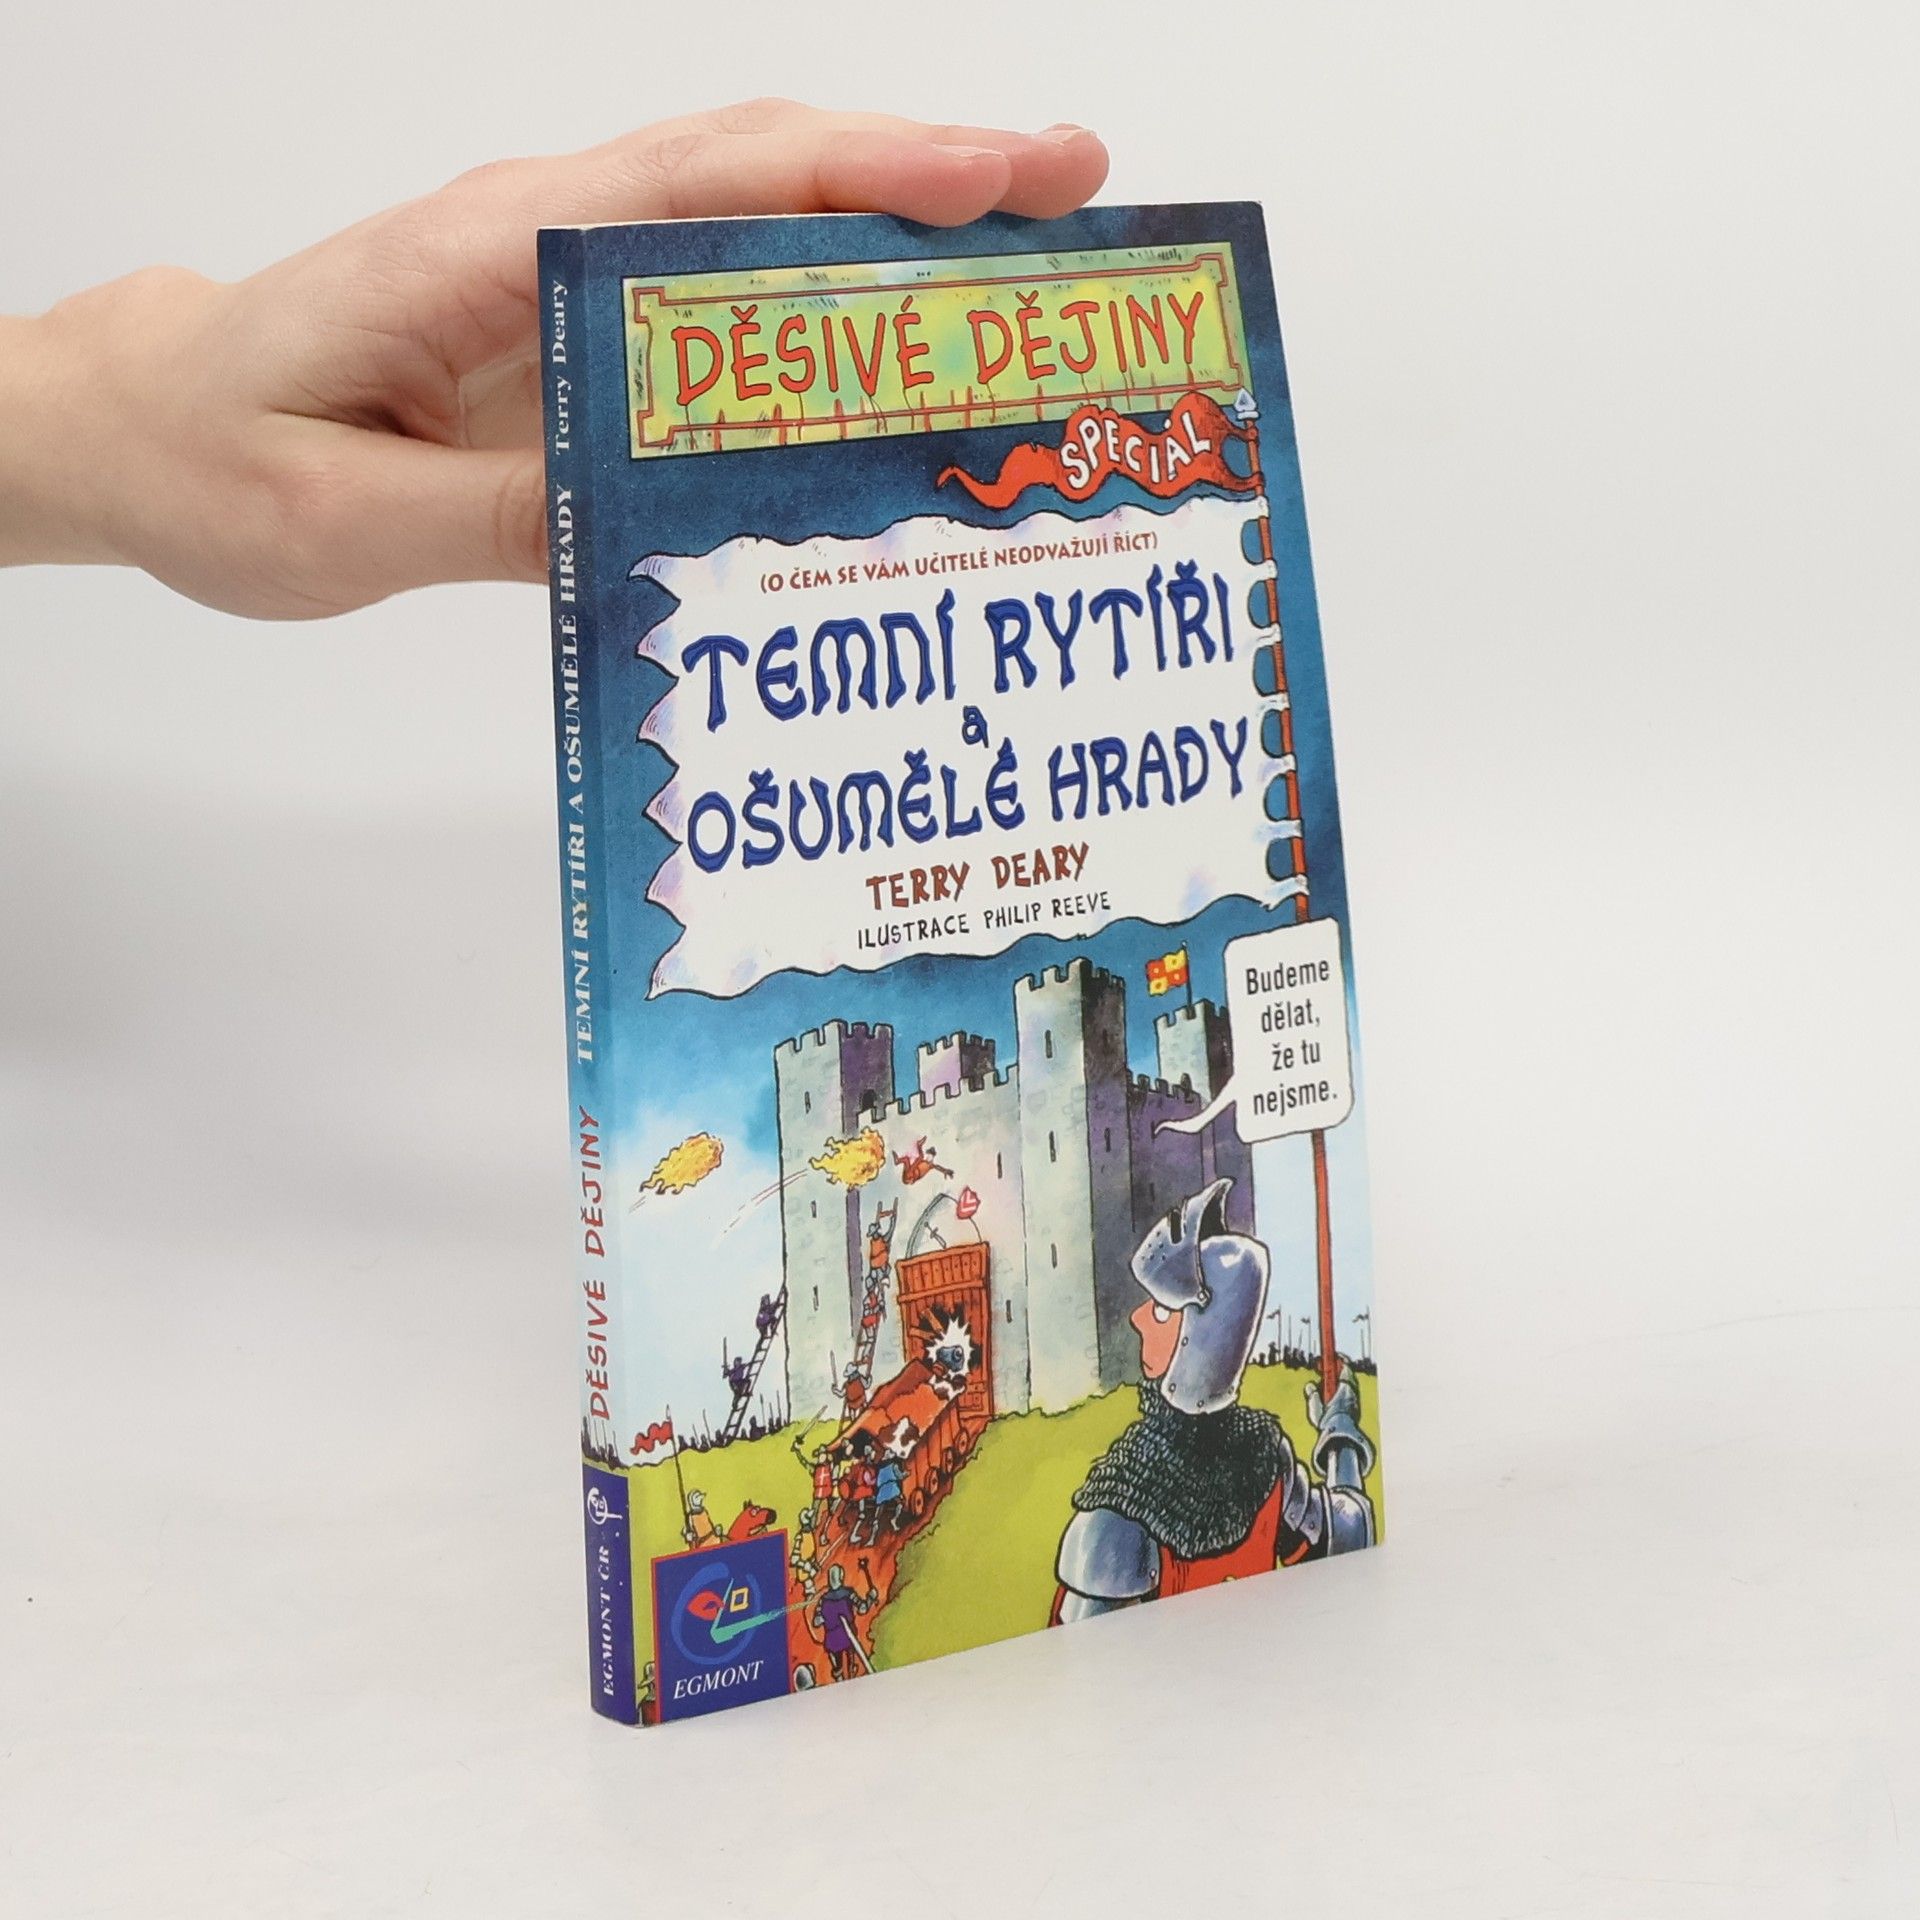 DĚSIVÉ DĚJINY
SPECIÁL
(O ČEM SE VÁM UČITELÉ NEODVAŽUJÍ ŘÍCT)
TEMNÍ RYTÍŘI
a
OŠUMĚLÉ HRADY
TERRY DEARY
ILUSTRACE PHILIP REEVE
Budeme
dělat,
že tu
nejsme.
EGMONT
DĚSIVÉ DĚJINY TEMNÍ RYTÍŘI A OŠUMĚLÉ HRADY Terry Deary
EGMONT ČR